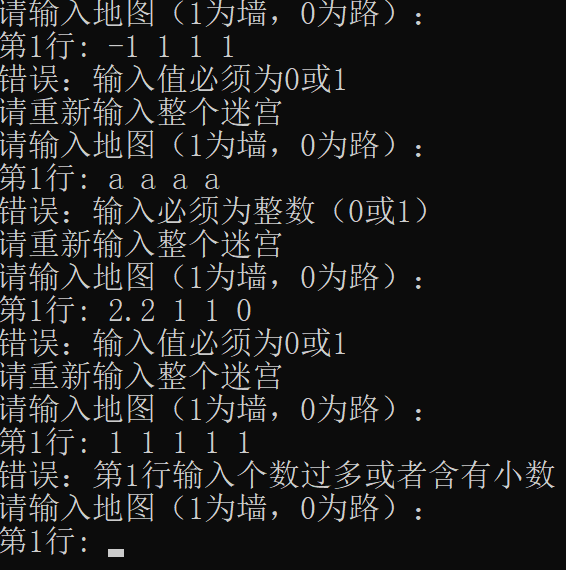 请输入地图（1为墙，0为路）：
第1行: -1 1 1 1
错误：输入值必须为0或1
请重新输入整个迷宫
请输入地图（1为墙，0为路）：
第1行: a a a a
错误：输入必须为整数（0或1）
请重新输入整个迷宫
请输入地图（1为墙，0为路）：
第1行: 2.2 1 1 0
错误：输入值必须为0或1
请重新输入整个迷宫
请输入地图（1为墙，0为路）：
第1行: 1 1 1 1 1
错误：第1行输入个数过多或者含有小数
请输入地图（1为墙，0为路）：
第1行: